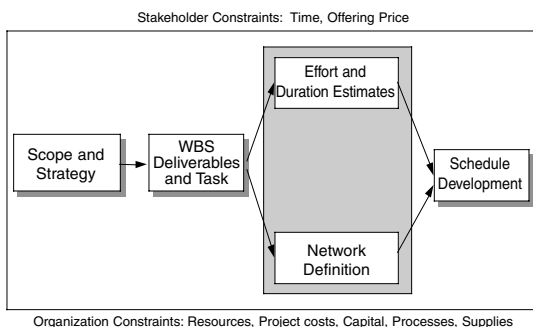 Stakeholder Constraints: Time, Offering Price
Effort and
Duration Estimates
Scope and
Strategy
WBS
Deliverables
and Task
Schedule
Development
Network
Definition
Organization Constraints: Resources, Project costs, Capital, Processes, Supplies